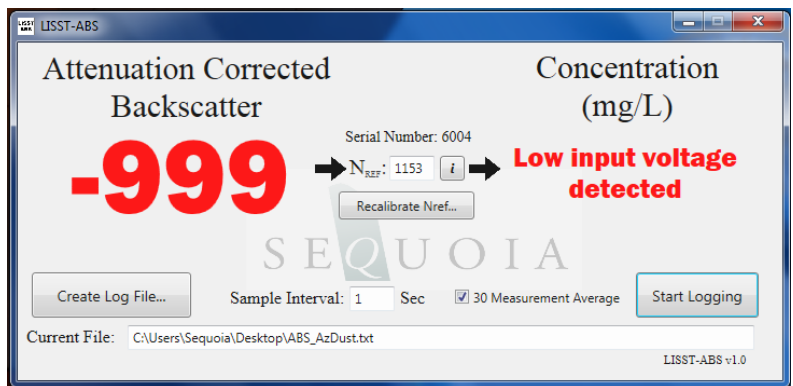 LISST-ABS
Attenuation Corrected
Backscatter
-999
Serial Number: 6004
NREF: 1153 i
Recalibrate Nref...
Concentration
(mg/L)
Low input voltage
detected
SEQUOIA
Create Log File...
Sample Interval: 1 Sec
30 Measurement Average
Start Logging
Current File: C:\Users\Sequoia\Desktop\ABS_AzDust.txt
LISST-ABS v1.0